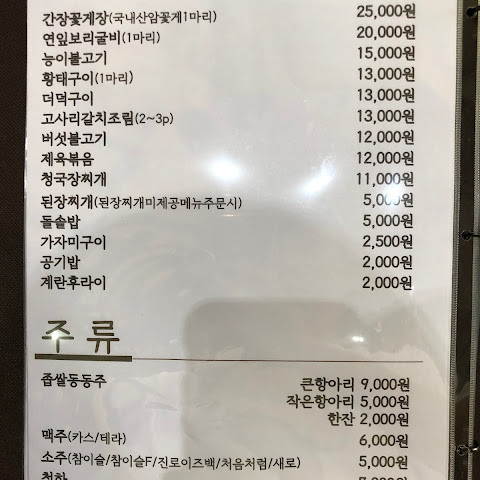 간장꽃게장(국내산암꽃게1마리) 25,000원
연잎보리굴비(1마리) 20,000원
능이불고기 15,000원
황태구이(1마리) 13,000원
더덕구이 13,000원
고사리갈치조림(2~3p) 13,000원
버섯불고기 12,000원
제육볶음 12,000원
청국장찌개 11,000원
된장찌개(된장찌개미제공메뉴주문시) 5,000원
돌솥밥 5,000원
가자미구이 2,500원
공기밥 2,000원
계란후라이 2,000원
주 류
좁쌀동동주 큰항아리 9,000원
작은항아리 5,000원
한잔 2,000원
맥주(카스/테라) 6,000원
소주(참이슬/참이슬F/진로이즈백/처음처럼/새로) 5,000원
청하